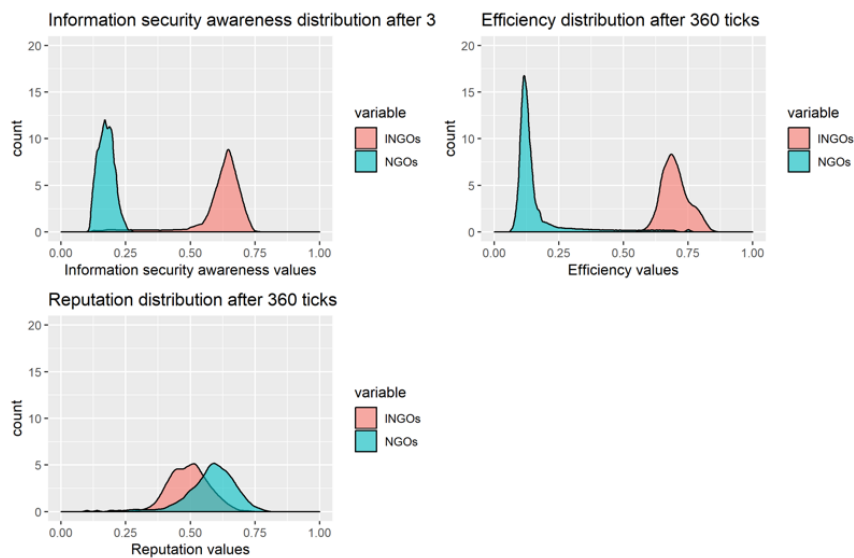 Information security awareness distribution after 3
20
15
10
5
0
count
0.00 0.25 0.50 0.75 1.00
Information security awareness values
variable
INGOs
NGOs
Efficiency distribution after 360 ticks
20
15
10
5
0
count
0.00 0.25 0.50 0.75 1.00
Efficiency values
variable
INGOs
NGOs
Reputation distribution after 360 ticks
20
15
10
5
0
count
0.00 0.25 0.50 0.75 1.00
Reputation values
variable
INGOs
NGOs